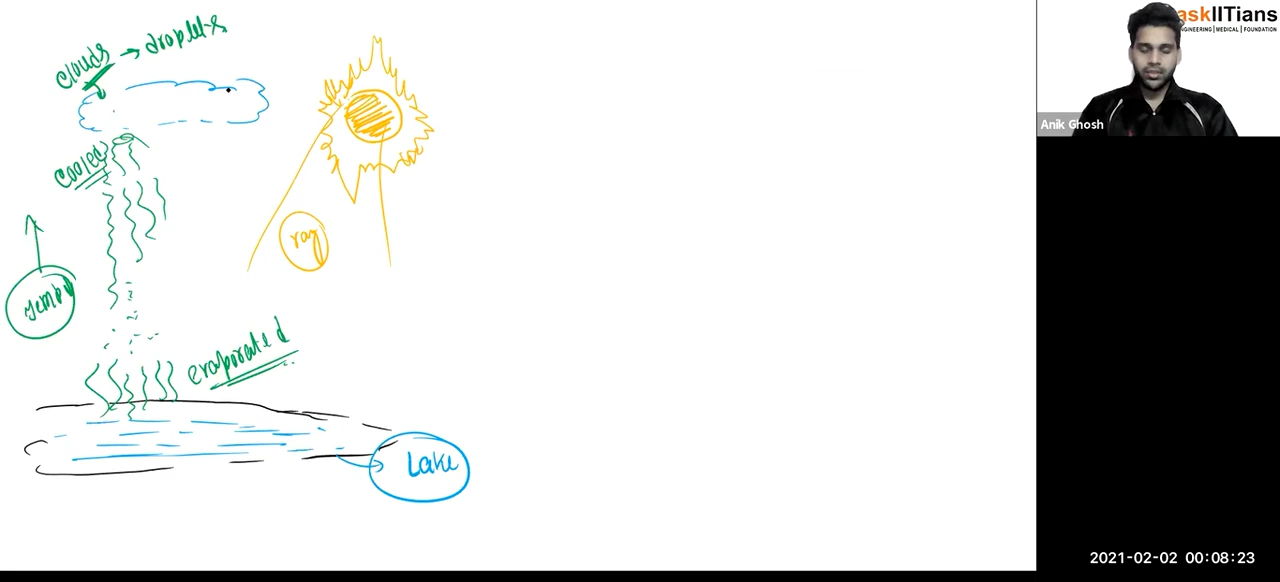 clouds → droplets
cooled
ray
temp
evaporated
Lake
askIITians
ENGINEERING | MEDICAL | FOUNDATION
Anik Ghosh
2021-02-02 00:08:23